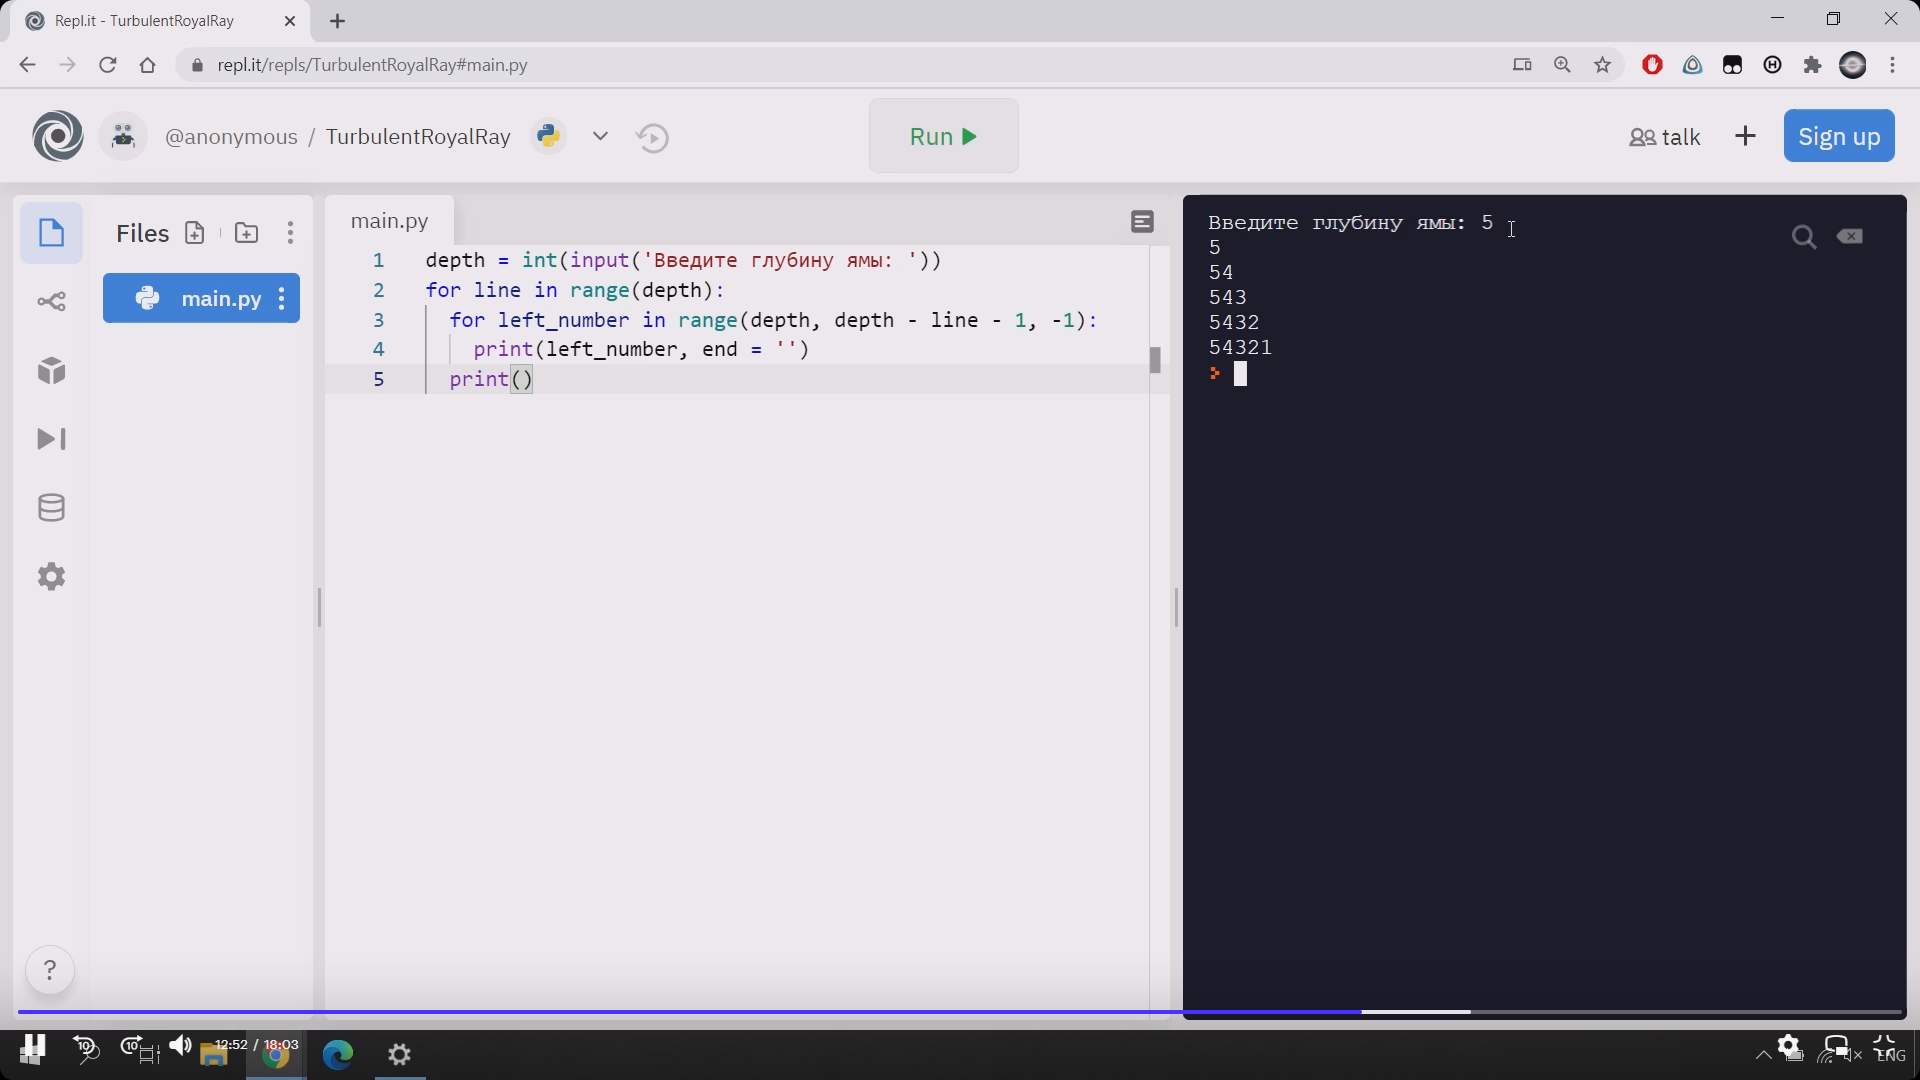 Repl.it - TurbulentRoyalRay
repl.it/repls/TurbulentRoyalRay#main.py
@anonymous / TurbulentRoyalRay
Run
talk
Sign up
Files
main.py
main.py
1 depth = int(input('Введите глубину ямы: '))
2 for line in range(depth):
3 for left_number in range(depth, depth - line - 1, -1):
4 print(left_number, end = '')
5 print()
Введите глубину ямы: 5
5
54
543
5432
54321
?
10
10
12:52 / 18:03
ENG